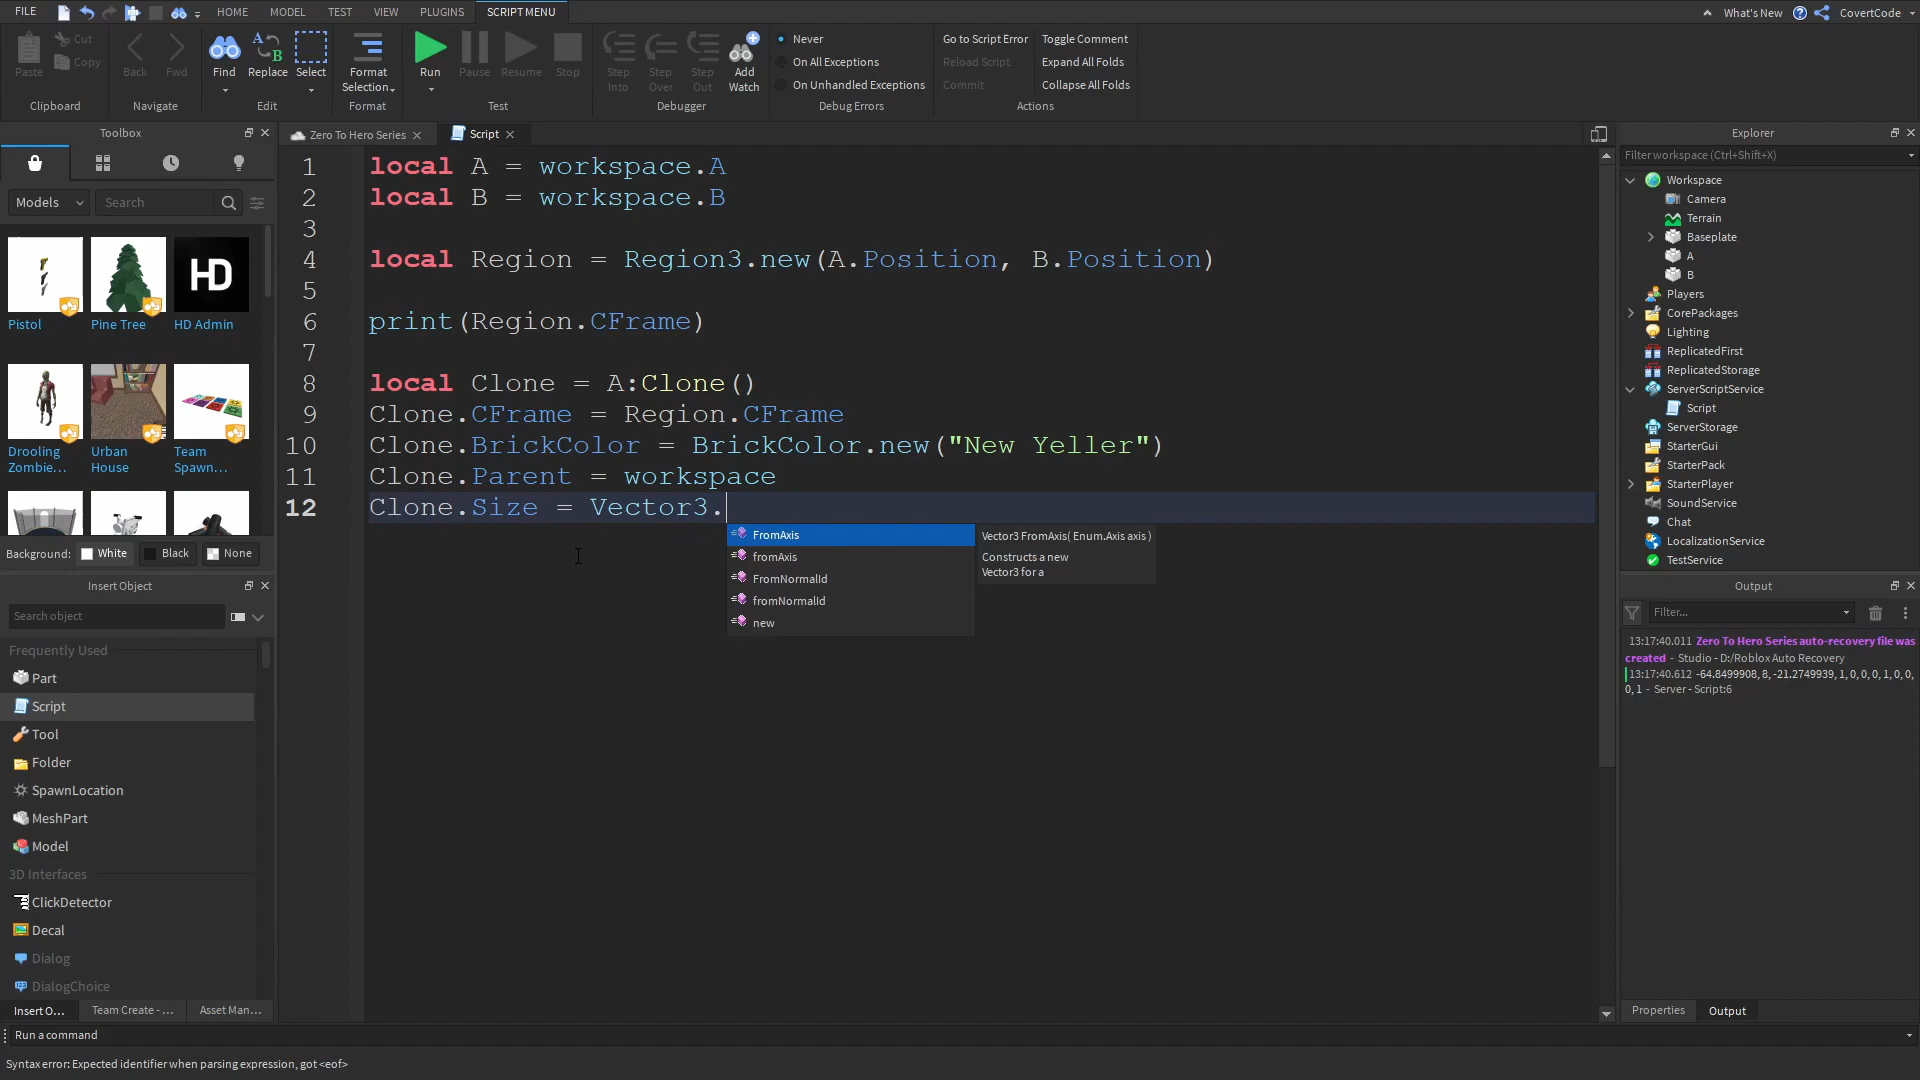 FILE HOME MODEL TEST VIEW PLUGINS SCRIPT MENU What's New CovertCode
Paste Cut Copy
Clipboard
Back Fwd
Navigate
Find Replace Select
Edit
Format Selection
Format
Run Pause Resume Stop
Test
Step Into Step Over Step Out Add Watch
Debugger
Never
On All Exceptions
On Unhandled Exceptions
Debug Errors
Go to Script Error Toggle Comment
Reload Script Expand All Folds
Commit Collapse All Folds
Actions
Toolbox
Models Search
Pistol Pine Tree HD Admin
HD
Drooling Zombie... Urban House Team Spawn...
Background: White Black None
Insert Object
Search object
Frequently Used
Part
Script
Tool
Folder
SpawnLocation
MeshPart
Model
3D Interfaces
ClickDetector
Decal
Dialog
DialogChoice
Insert O... Team Create - ... Asset Man...
Zero To Hero Series Script
1 local A = workspace.A
2 local B = workspace.B
3
4 local Region = Region3.new(A.Position, B.Position)
5
6 print(Region.CFrame)
7
8 local Clone = A:Clone()
9 Clone.CFrame = Region.CFrame
10 Clone.BrickColor = BrickColor.new("New Yeller")
11 Clone.Parent = workspace
12 Clone.Size = Vector3.
FromAxis
fromAxis
FromNormalId
fromNormalId
new
Vector3 FromAxis( Enum.Axis axis )
Constructs a new
Vector3 for a
Explorer
Filter workspace (Ctrl+Shift+X)
Workspace
Camera
Terrain
Baseplate
A
B
Players
CorePackages
Lighting
ReplicatedFirst
ReplicatedStorage
ServerScriptService
Script
ServerStorage
StarterGui
StarterPack
StarterPlayer
SoundService
Chat
LocalizationService
TestService
Output
Filter...
13:17:40.011 Zero To Hero Series auto-recovery file was
created - Studio - D:/Roblox Auto Recovery
13:17:40.612 -64.8499908, 8, -21.2749939, 1, 0, 0, 0, 1, 0, 0,
0, 1 - Server - Script:6
Properties Output
Run a command
Syntax error: Expected identifier when parsing expression, got <eof>